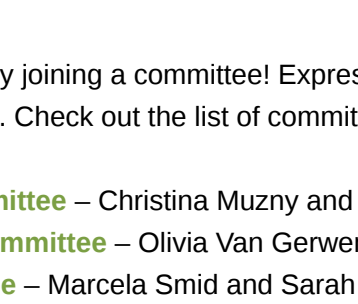 y joining a committee! Expres
. Check out the list of commit
mittee – Christina Muzny and
mmittee – Olivia Van Gerwen
e – Marcela Smid and Sarah